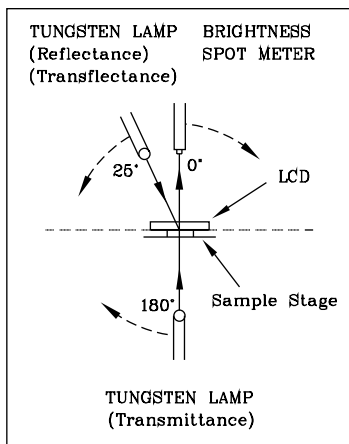 TUNGSTEN LAMP
(Reflectance)
(Transflectance)
BRIGHTNESS
SPOT METER
25°
0°
LCD
180°
Sample Stage
TUNGSTEN LAMP
(Transmittance)